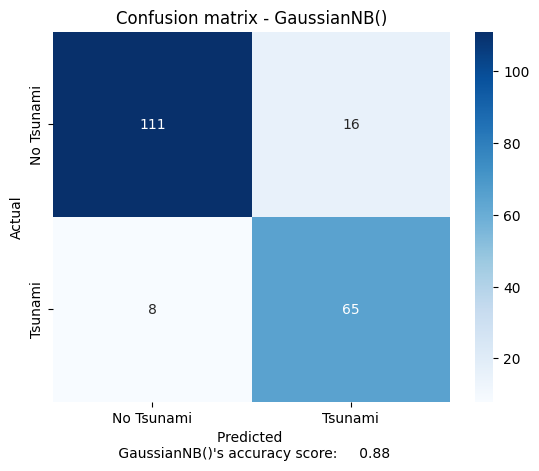 Confusion matrix - GaussianNB()
No Tsunami
111
16
100
80
60
40
20
Actual
Tsunami
8
65
No Tsunami
Tsunami
Predicted
GaussianNB()'s accuracy score: 0.88